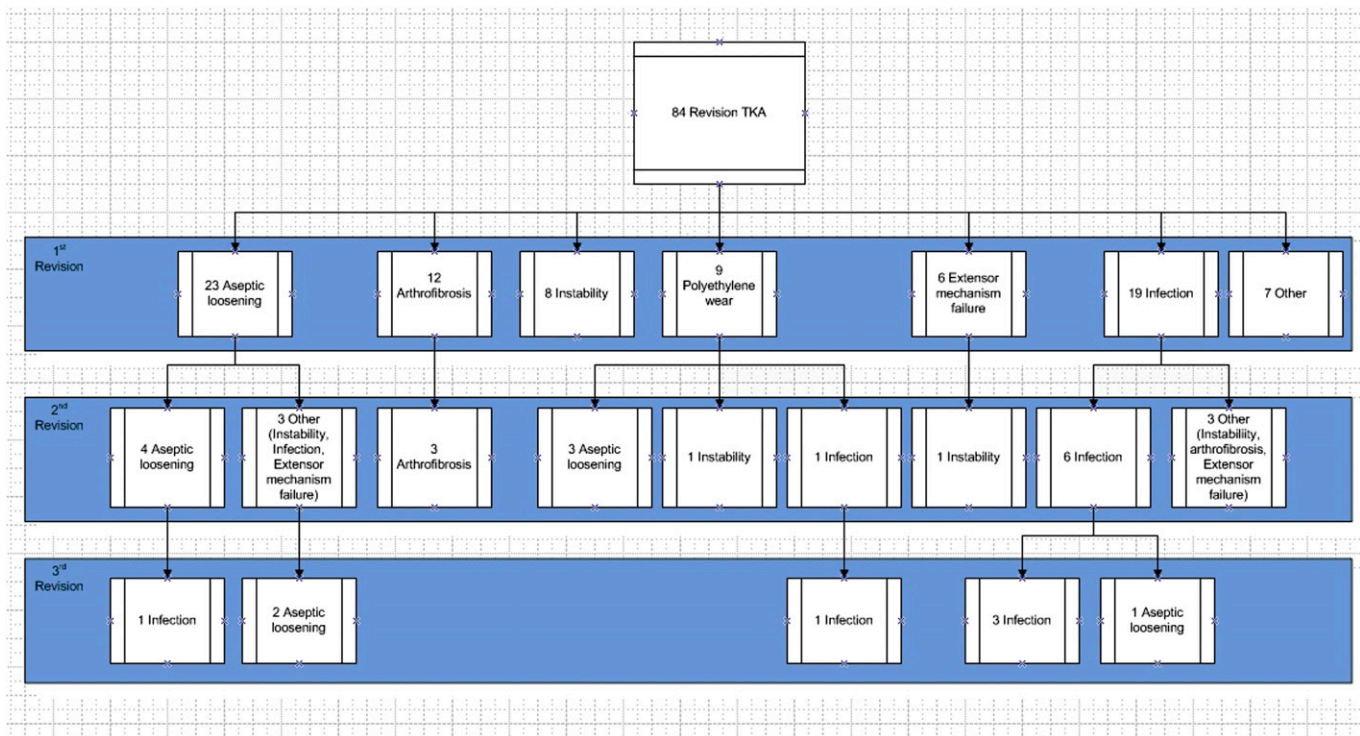 84 Revision TKA
1st
Revision
23 Aseptic
loosening
12
Arthrofibrosis
8 Instability
9
Polyethylene
wear
6 Extensor
mechanism
failure
19 Infection
7 Other
2nd
Revision
4 Aseptic
loosening
3 Other
(Instability,
Infection,
Extensor
mechanism
failure)
3
Arthrofibrosis
3 Aseptic
loosening
1 Instability
1 Infection
1 Instability
6 Infection
3 Other
(Instabiliity,
arthrofibrosis,
Extensor
mechanism
failure)
3rd
Revision
1 Infection
2 Aseptic
loosening
1 Infection
3 Infection
1 Aseptic
loosening